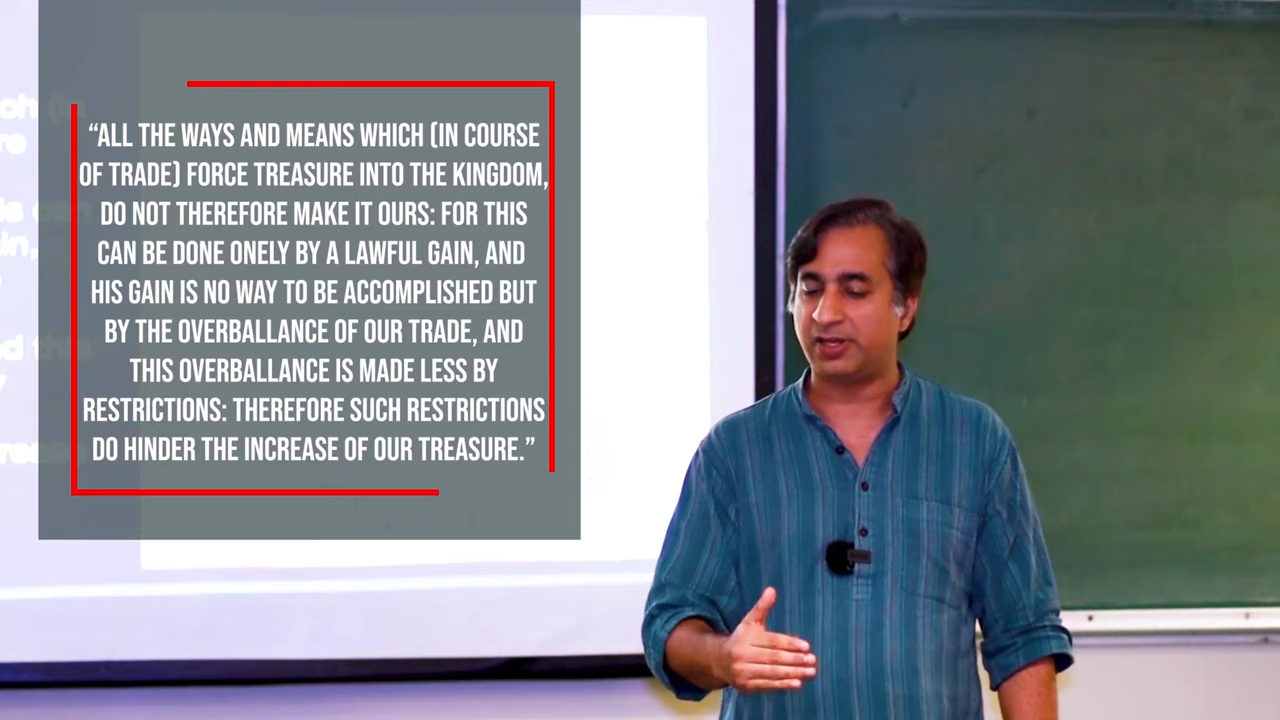 “ALL THE WAYS AND MEANS WHICH (IN COURSE
OF TRADE) FORCE TREASURE INTO THE KINGDOM,
DO NOT THEREFORE MAKE IT OURS: FOR THIS
CAN BE DONE ONELY BY A LAWFUL GAIN, AND
HIS GAIN IS NO WAY TO BE ACCOMPLISHED BUT
BY THE OVERBALLANCE OF OUR TRADE, AND
THIS OVERBALLANCE IS MADE LESS BY
RESTRICTIONS: THEREFORE SUCH RESTRICTIONS
DO HINDER THE INCREASE OF OUR TREASURE.”